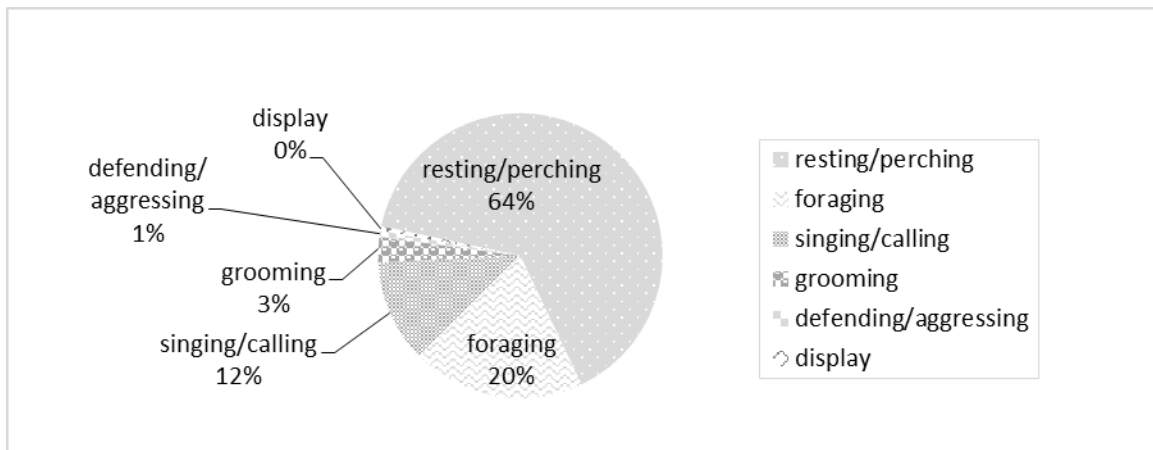 display
0%
defending/
aggressing
1%
grooming
3%
singing/calling
12%
resting/perching
64%
foraging
20%
resting/perching
foraging
singing/calling
grooming
defending/aggressing
display